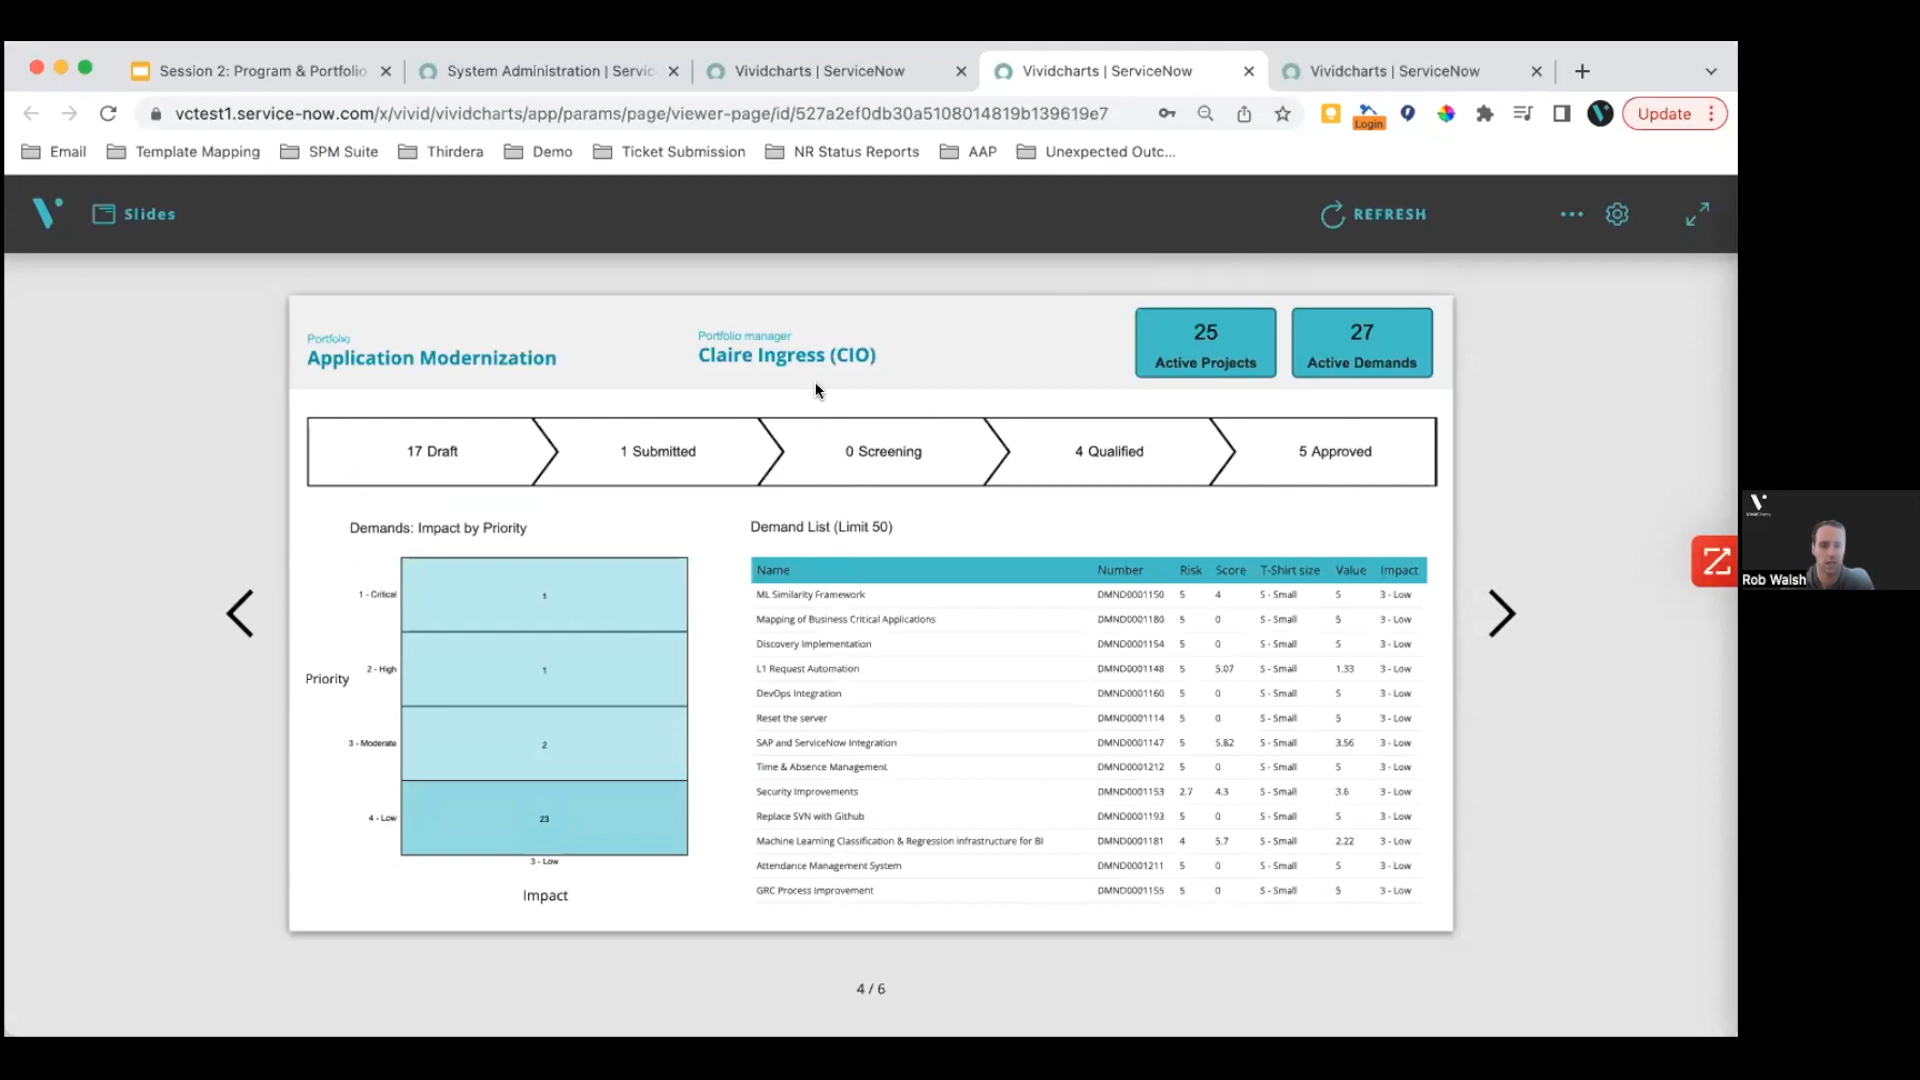 Session 2: Program & Portfolio
System Administration | Servic
Vividcharts | ServiceNow
Vividcharts | ServiceNow
Vividcharts | ServiceNow
vctest1.service-now.com/x/vivid/vividcharts/app/params/page/viewer-page/id/527a2ef0db30a5108014819b139619e7
Login
Update
Email
Template Mapping
SPM Suite
Thirdera
Demo
Ticket Submission
NR Status Reports
AAP
Unexpected Outc...
Slides
REFRESH
Portfolio
Application Modernization
Portfolio manager
Claire Ingress (CIO)
25
Active Projects
27
Active Demands
17 Draft
1 Submitted
0 Screening
4 Qualified
5 Approved
Demands: Impact by Priority
1 - Critical
1
2 - High
1
Priority
3 - Moderate
2
4 - Low
23
3 - Low
Impact
Demand List (Limit 50)
Name Number Risk Score T-Shirt size Value Impact
ML Similarity Framework DMND0001150 5 4 S - Small 5 3 - Low
Mapping of Business Critical Applications DMND0001180 5 0 S - Small 5 3 - Low
Discovery Implementation DMND0001154 5 0 S - Small 5 3 - Low
L1 Request Automation DMND0001148 5 5.07 S - Small 1.33 3 - Low
DevOps Integration DMND0001160 5 0 S - Small 5 3 - Low
Reset the server DMND0001114 5 0 S - Small 5 3 - Low
SAP and ServiceNow Integration DMND0001147 5 5.82 S - Small 3.56 3 - Low
Time & Absence Management DMND0001212 5 0 S - Small 5 3 - Low
Security Improvements DMND0001153 2.7 4.3 S - Small 3.6 3 - Low
Replace SVN with Github DMND0001193 5 0 S - Small 5 3 - Low
Machine Learning Classification & Regression infrastructure for BI DMND0001181 4 5.7 S - Small 2.22 3 - Low
Attendance Management System DMND0001211 5 0 S - Small 5 3 - Low
GRC Process Improvement DMND0001155 5 0 S - Small 5 3 - Low
4 / 6
Rob Walsh